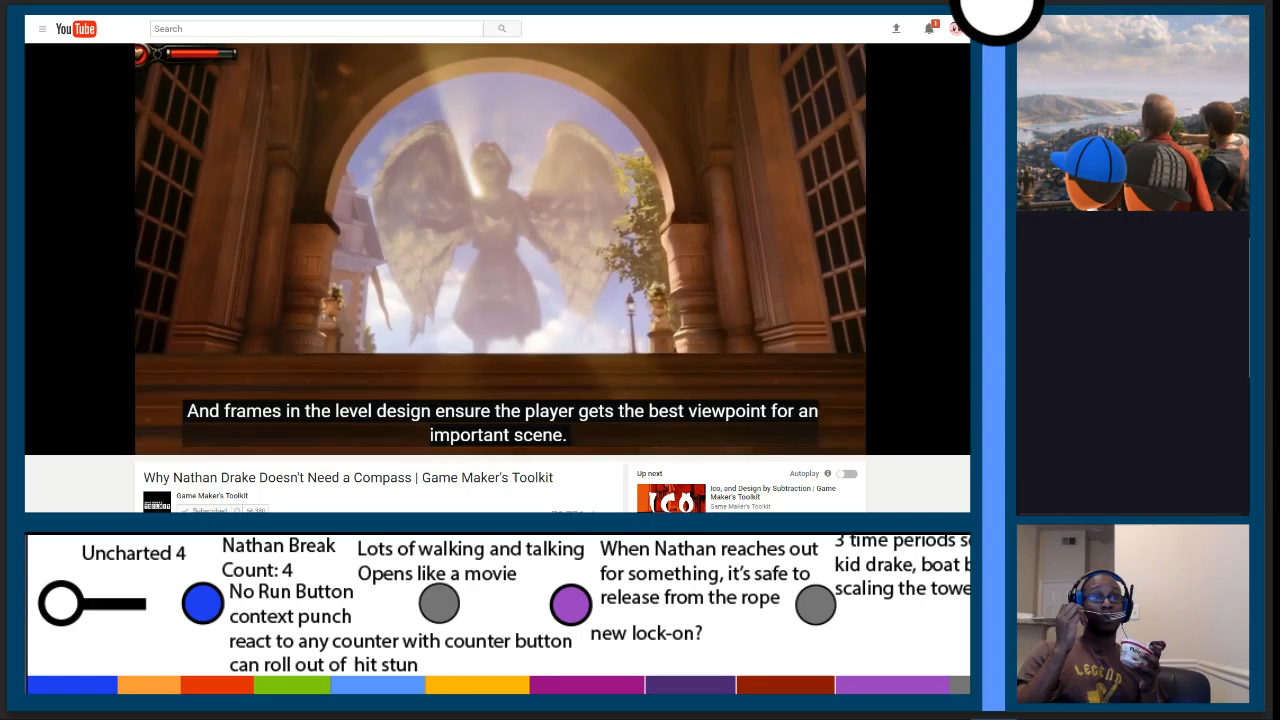 YouTube
Search
1
And frames in the level design ensure the player gets the best viewpoint for an
important scene.
Why Nathan Drake Doesn't Need a Compass | Game Maker's Toolkit
Game Maker's Toolkit
Subscribed
Up next
Autoplay
ICO
Ico, and Design by Subtraction | Game
Maker's Toolkit
Game Maker's Toolkit
Uncharted 4
Nathan Break
Count: 4
No Run Button
context punch
react to any counter with counter button
can roll out of hit stun
Lots of walking and talking
Opens like a movie
When Nathan reaches out
for something, it's safe to
release from the rope
new lock-on?
3 time periods
kid drake, boat
scaling the
LEGEND